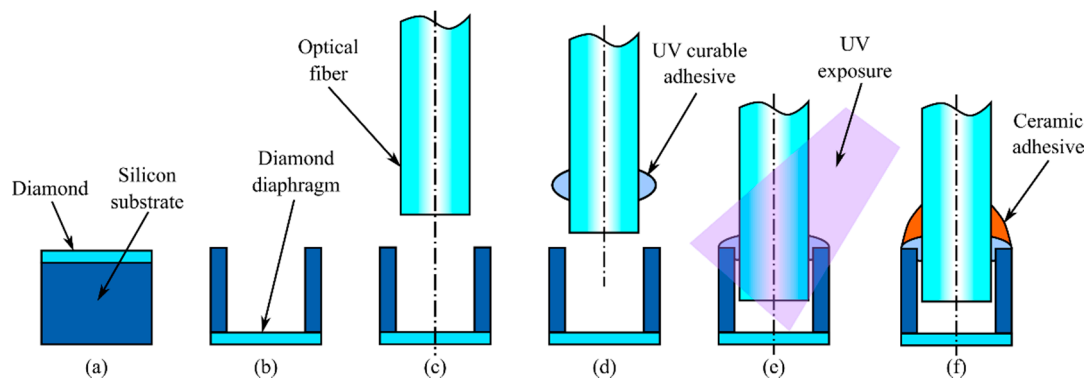 Diamond
Silicon
substrate
Diamond
diaphragm
Optical
fiber
UV curable
adhesive
UV
exposure
Ceramic
adhesive
(a)
(b)
(c)
(d)
(e)
(f)